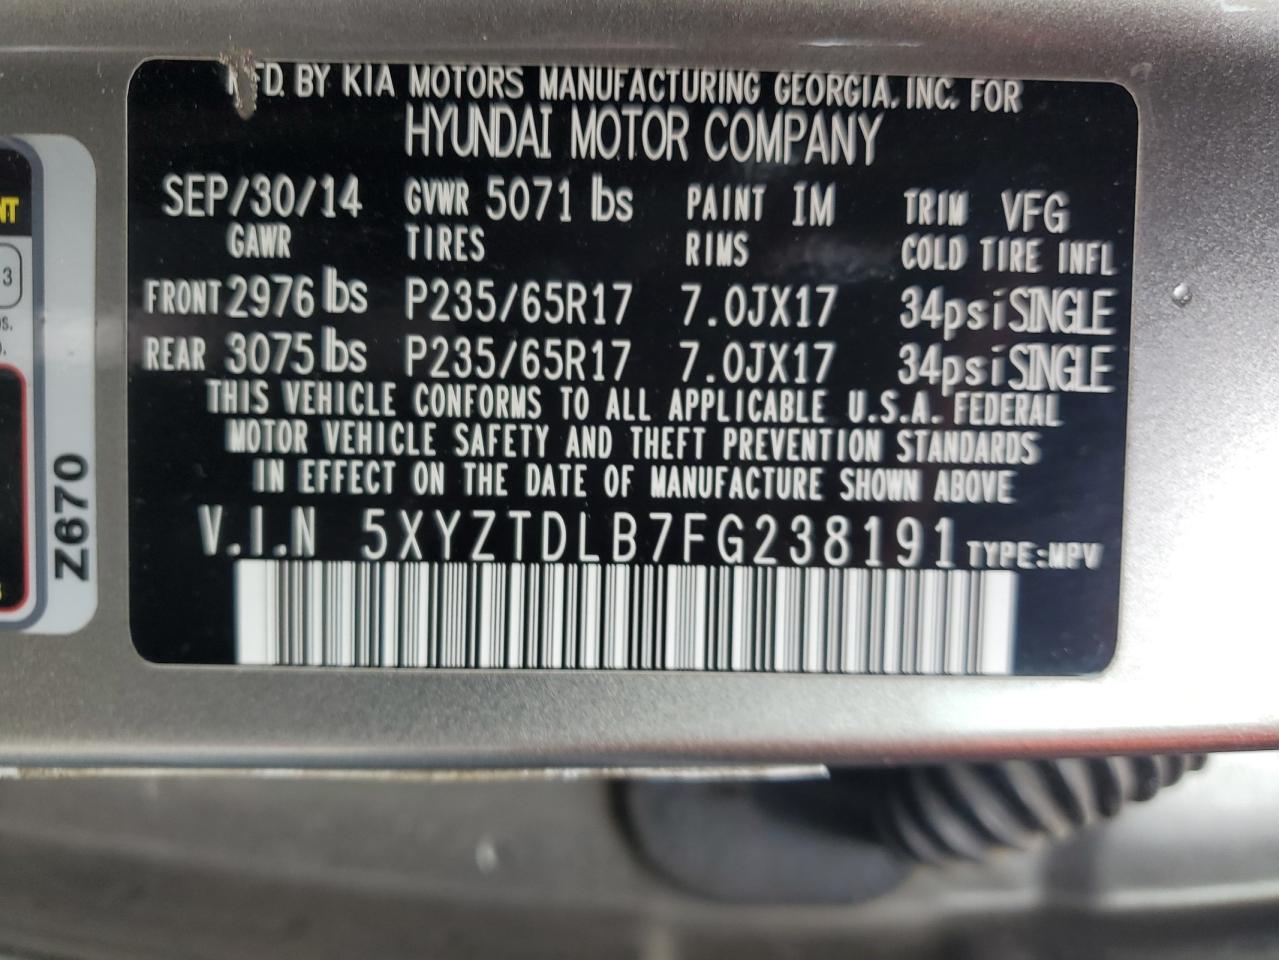 MFD. BY KIA MOTORS MANUFACTURING GEORGIA, INC. FOR
HYUNDAI MOTOR COMPANY
SEP/30/14 GVWR 5071 lbs PAINT IM TRIM VFG
GAWR TIRES RIMS COLD TIRE INFL
FRONT 2976 lbs P235/65R17 7.0JX17 34psi SINGLE
REAR 3075 lbs P235/65R17 7.0JX17 34psi SINGLE
THIS VEHICLE CONFORMS TO ALL APPLICABLE U.S.A. FEDERAL
MOTOR VEHICLE SAFETY AND THEFT PREVENTION STANDARDS
IN EFFECT ON THE DATE OF MANUFACTURE SHOWN ABOVE
V.I.N 5XYZTDLB7FG238191 TYPE:MPV
NT
3
Z670